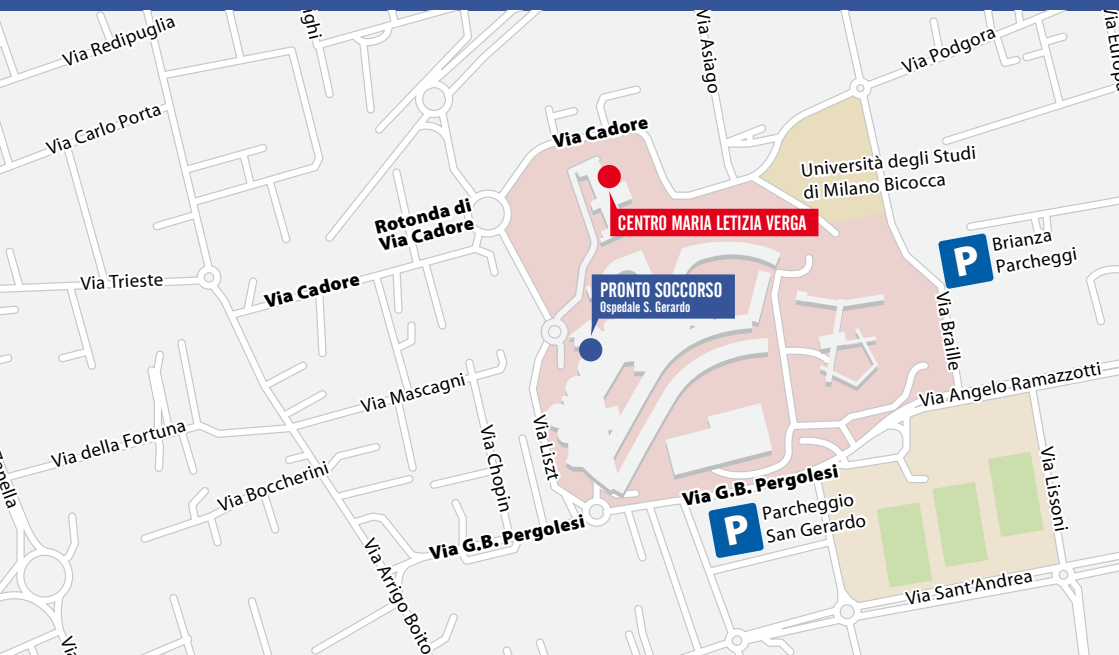 Via Redipuglia
ghi
Via Asiago
Via Podgora
Via Europa
Via Carlo Porta
Via Cadore
Università degli Studi
di Milano Bicocca
CENTRO MARIA LETIZIA VERGA
Rotonda di
Via Cadore
P
Brianza
Parcheggi
Via Trieste
Via Cadore
PRONTO SOCCORSO
Ospedale S. Gerardo
Via Braille
Via Mascagni
Via Angelo Ramazzotti
Via della Fortuna
Via Liszt
Via Chopin
Via Boccherini
Zanella
Via Lissoni
Via G.B. Pergolesi
P
Parcheggio
San Gerardo
Via G.B. Pergolesi
Via Arrigo Boito
Via Sant'Andrea
Via